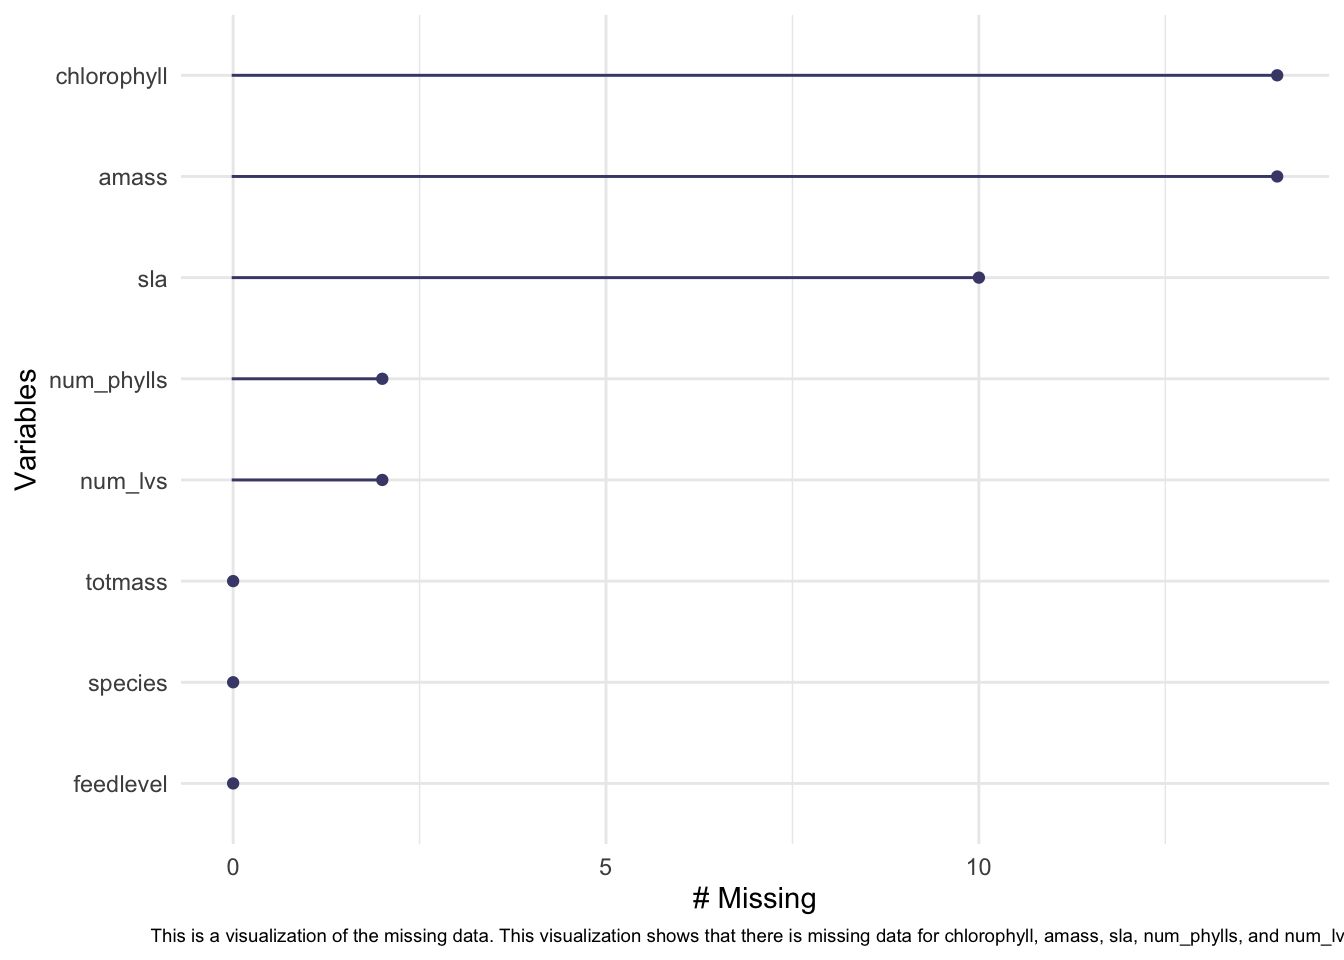 chlorophyll
amass
sla
num_phylls
num_lvs
totmass
species
feedlevel
Variables
0 5 10
# Missing
This is a visualization of the missing data. This visualization shows that there is missing data for chlorophyll, amass, sla, num_phylls, and num_lv